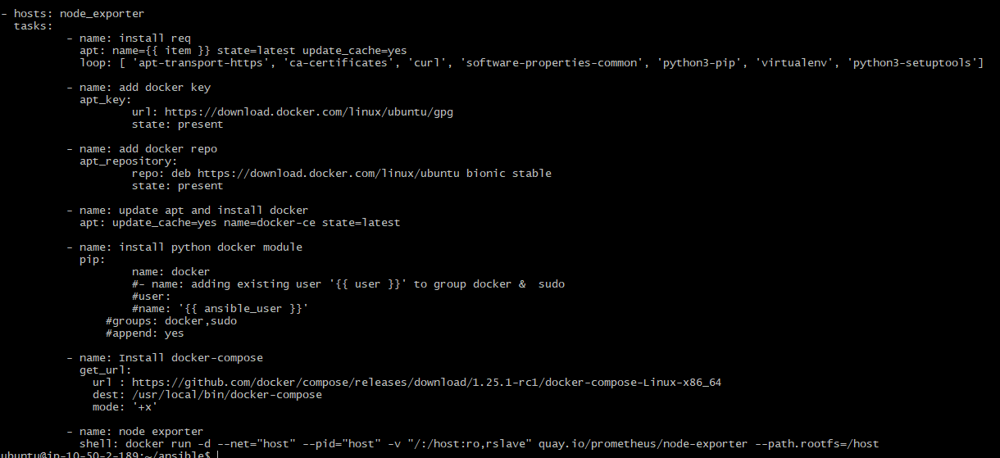 - hosts: node_exporter
  tasks:
          - name: install req
            apt: name={{ item }} state=latest update_cache=yes
            loop: [ 'apt-transport-https', 'ca-certificates', 'curl', 'software-properties-common', 'python3-pip', 'virtualenv', 'python3-setuptools']
          - name: add docker key
            apt_key:
                    url: https://download.docker.com/linux/ubuntu/gpg
                    state: present
          - name: add docker repo
            apt_repository:
                    repo: deb https://download.docker.com/linux/ubuntu bionic stable
                    state: present
          - name: update apt and install docker
            apt: update_cache=yes name=docker-ce state=latest
          - name: install python docker module
            pip:
                    name: docker
                    #- name: adding existing user '{{ user }}' to group docker &  sudo
                    #user:
                    #name: '{{ ansible_user }}'
                #groups: docker,sudo
                #append: yes
          - name: Install docker-compose
            get_url:
              url : https://github.com/docker/compose/releases/download/1.25.1-rc1/docker-compose-Linux-x86_64
              dest: /usr/local/bin/docker-compose
              mode: '+x'
          - name: node exporter
            shell: docker run -d --net="host" --pid="host" -v "/:/host:ro,rslave" quay.io/prometheus/node-exporter --path.rootfs=/host
ubuntu@ip-10-50-2-189:~/ansible$